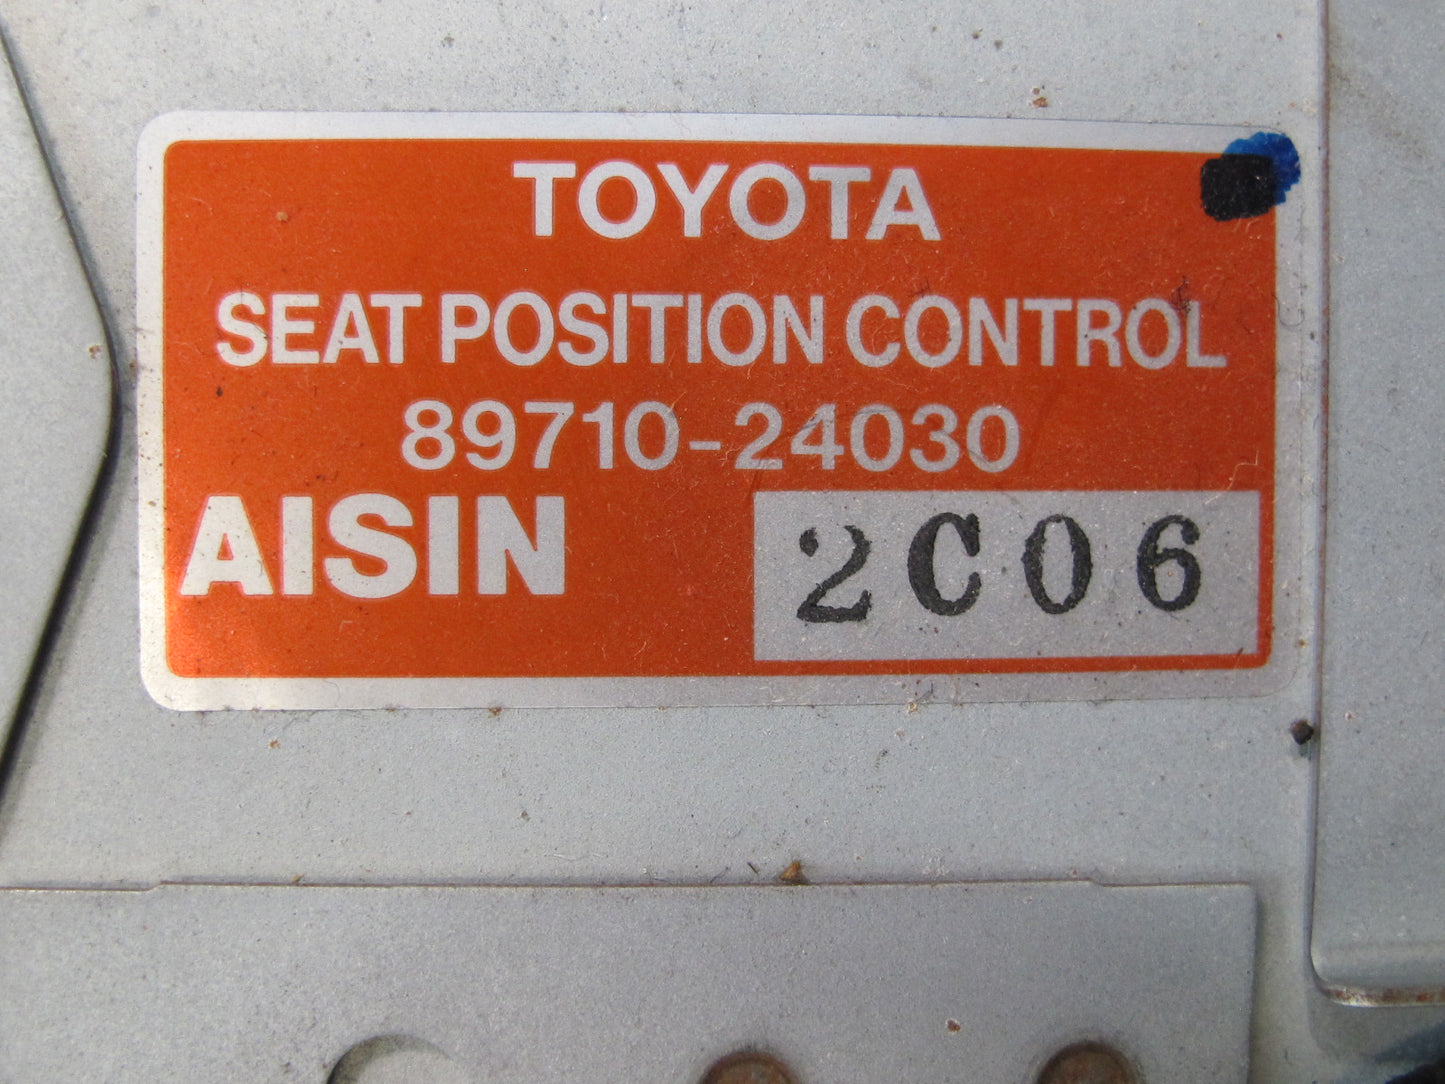 TOYOTA
SEAT POSITION CONTROL
89710-24030
AISIN
2C06